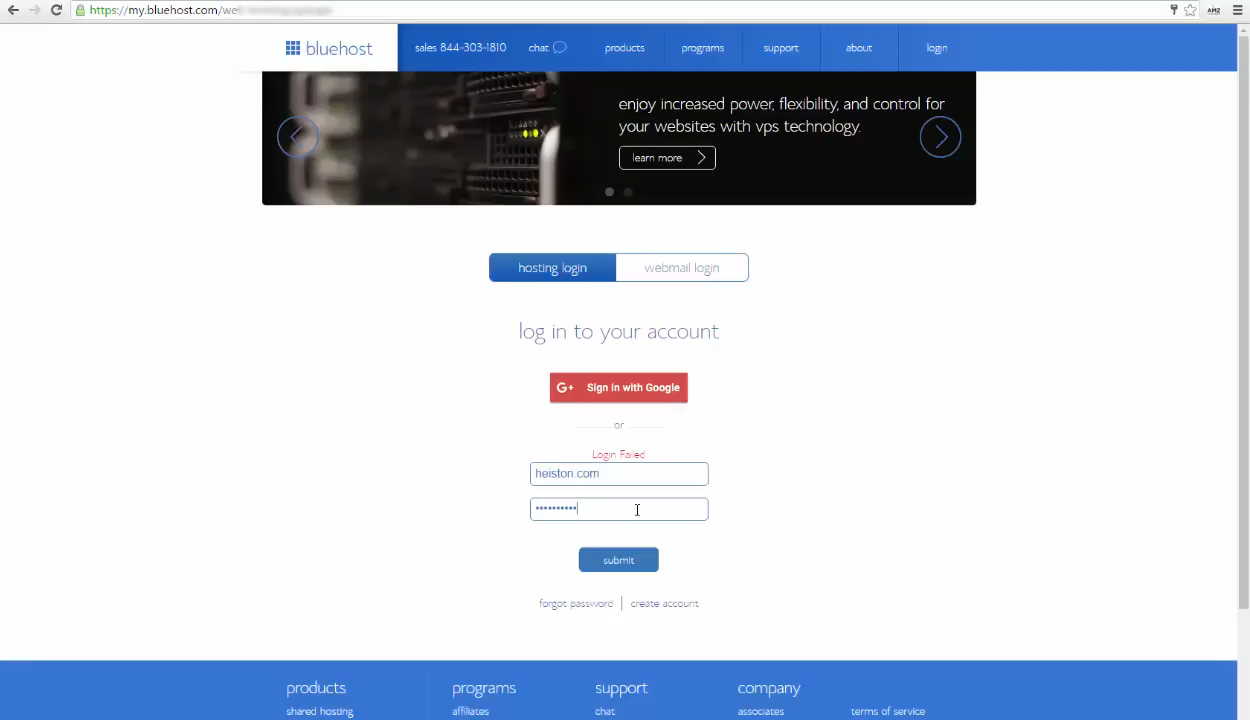 https://my.bluehost.com/we
AMZ
bluehost
sales 844-303-1810
chat
products
programs
support
about
login
enjoy increased power, flexibility, and control for
your websites with vps technology.
learn more
hosting login
webmail login
log in to your account
G+ Sign in with Google
or
Login Failed
heiston.com
••••••••••
submit
forgot password
create account
products
programs
support
company
shared hosting
affiliates
chat
associates
terms of service